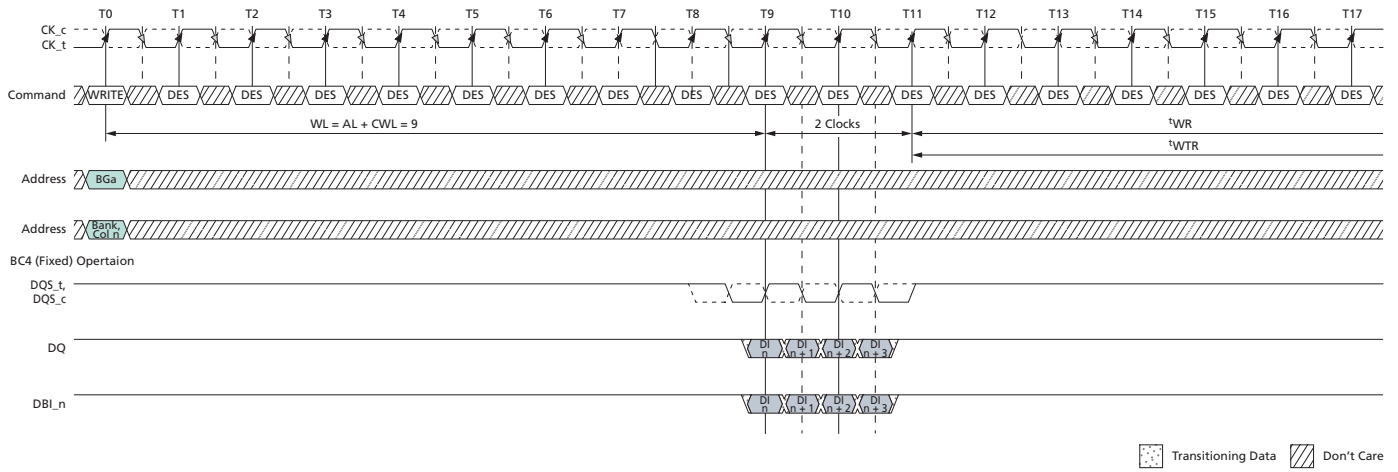 T0 T1 T2 T3 T4 T5 T6 T7 T8 T9 T10 T11 T12 T13 T14 T15 T16 T17
CK_c
CK_t
Command WRITE DES DES DES DES DES DES DES DES DES DES DES DES DES DES DES DES
WL = AL + CWL = 9 2 Clocks tWR
tWTR
Address BGa
Address Bank, Col n
BC4 (Fixed) Opertaion
DQS_t,
DQS_c
DQ DI n DI n + 1 DI n + 2 DI n + 3
DBI_n DI n DI n + 1 DI n + 2 DI n + 3
Transitioning Data Don't Care